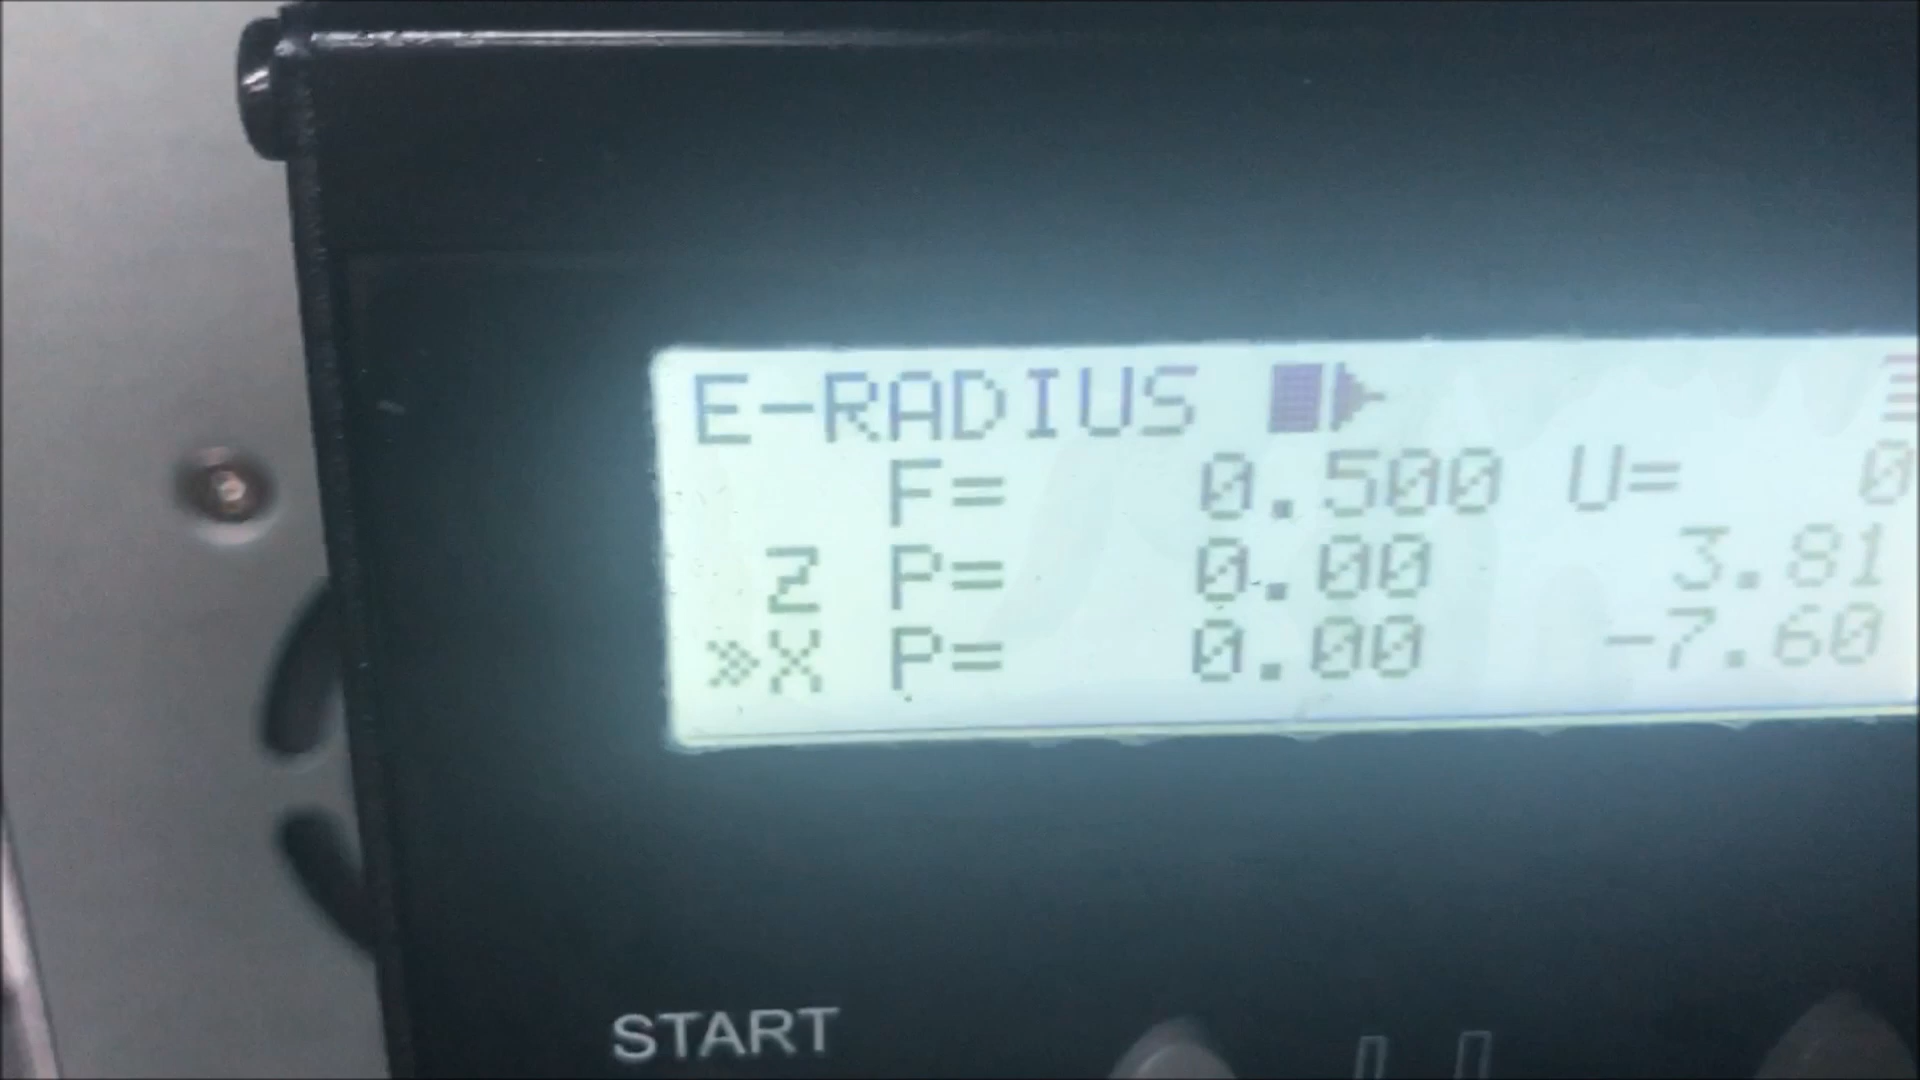 E-RADIUS
F= 0.500 U= 0
Z P= 0.00 3.81
»X P= 0.00 -7.60
START